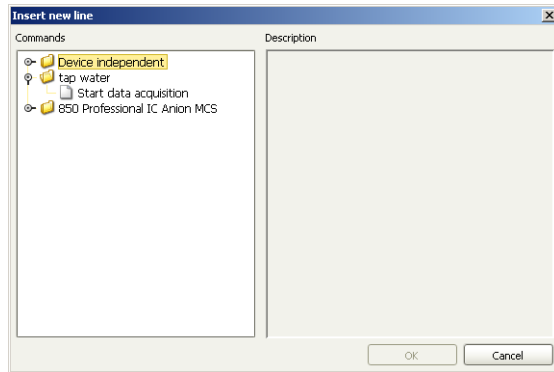 Insert new line
Commands
Description
Device independent
tap water
Start data acquisition
850 Professional IC Anion MCS
OK
Cancel